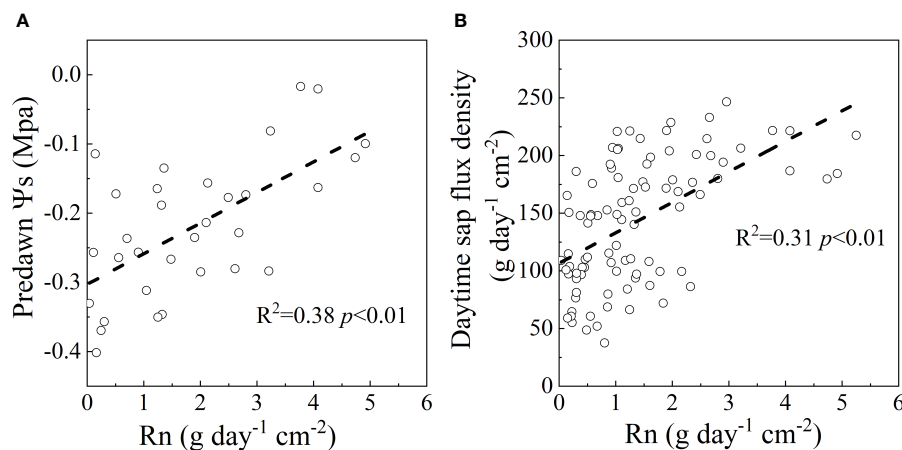 A
Predawn Ψs (Mpa)
0.0
-0.1
-0.2
-0.3
-0.4
R²=0.38 p<0.01
0 1 2 3 4 5 6
Rn (g day⁻¹ cm⁻²)
B
Daytime sap flux density
(g day⁻¹ cm⁻²)
300
250
200
150
100
50
0
R²=0.31 p<0.01
0 1 2 3 4 5 6
Rn (g day⁻¹ cm⁻²)